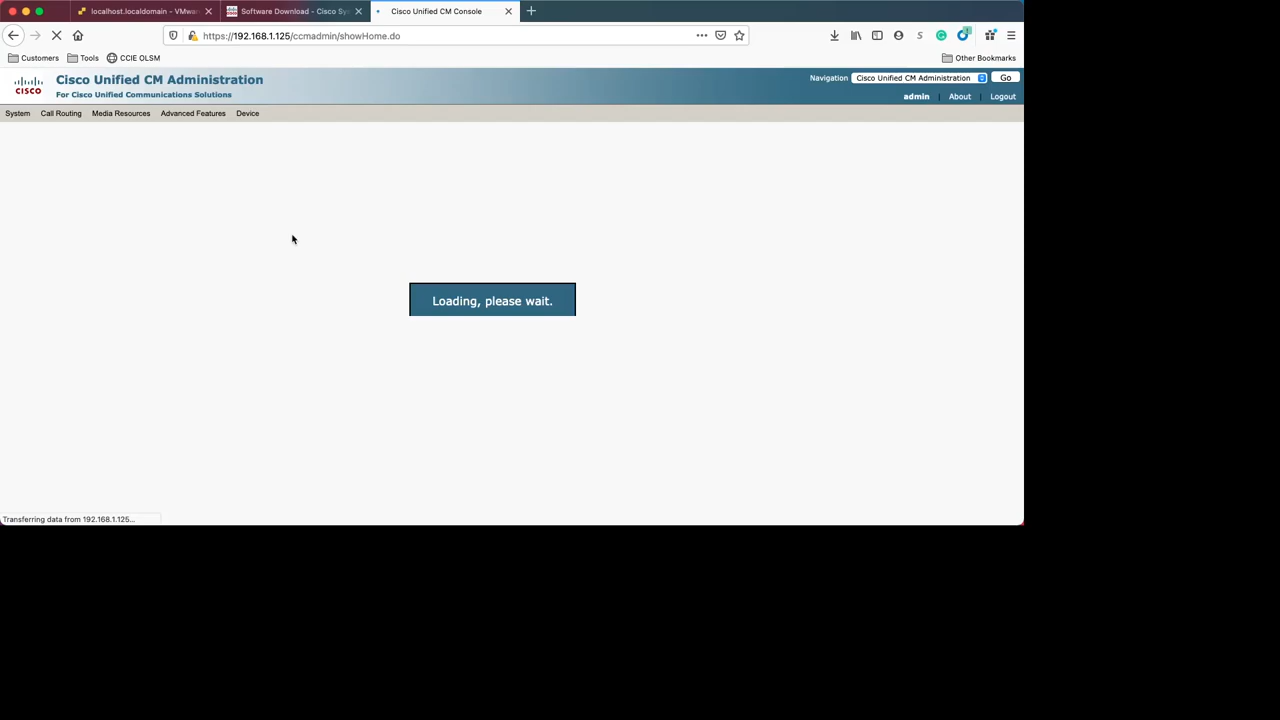 localhost.localdomain - VMwar
Software Download - Cisco Sys
Cisco Unified CM Console
https://192.168.1.125/ccmadmin/showHome.do
Customers
Tools
CCIE OLSM
Other Bookmarks
CISCO
Cisco Unified CM Administration
For Cisco Unified Communications Solutions
Navigation Cisco Unified CM Administration Go
admin | About | Logout
System Call Routing Media Resources Advanced Features Device
Loading, please wait.
Transferring data from 192.168.1.125...